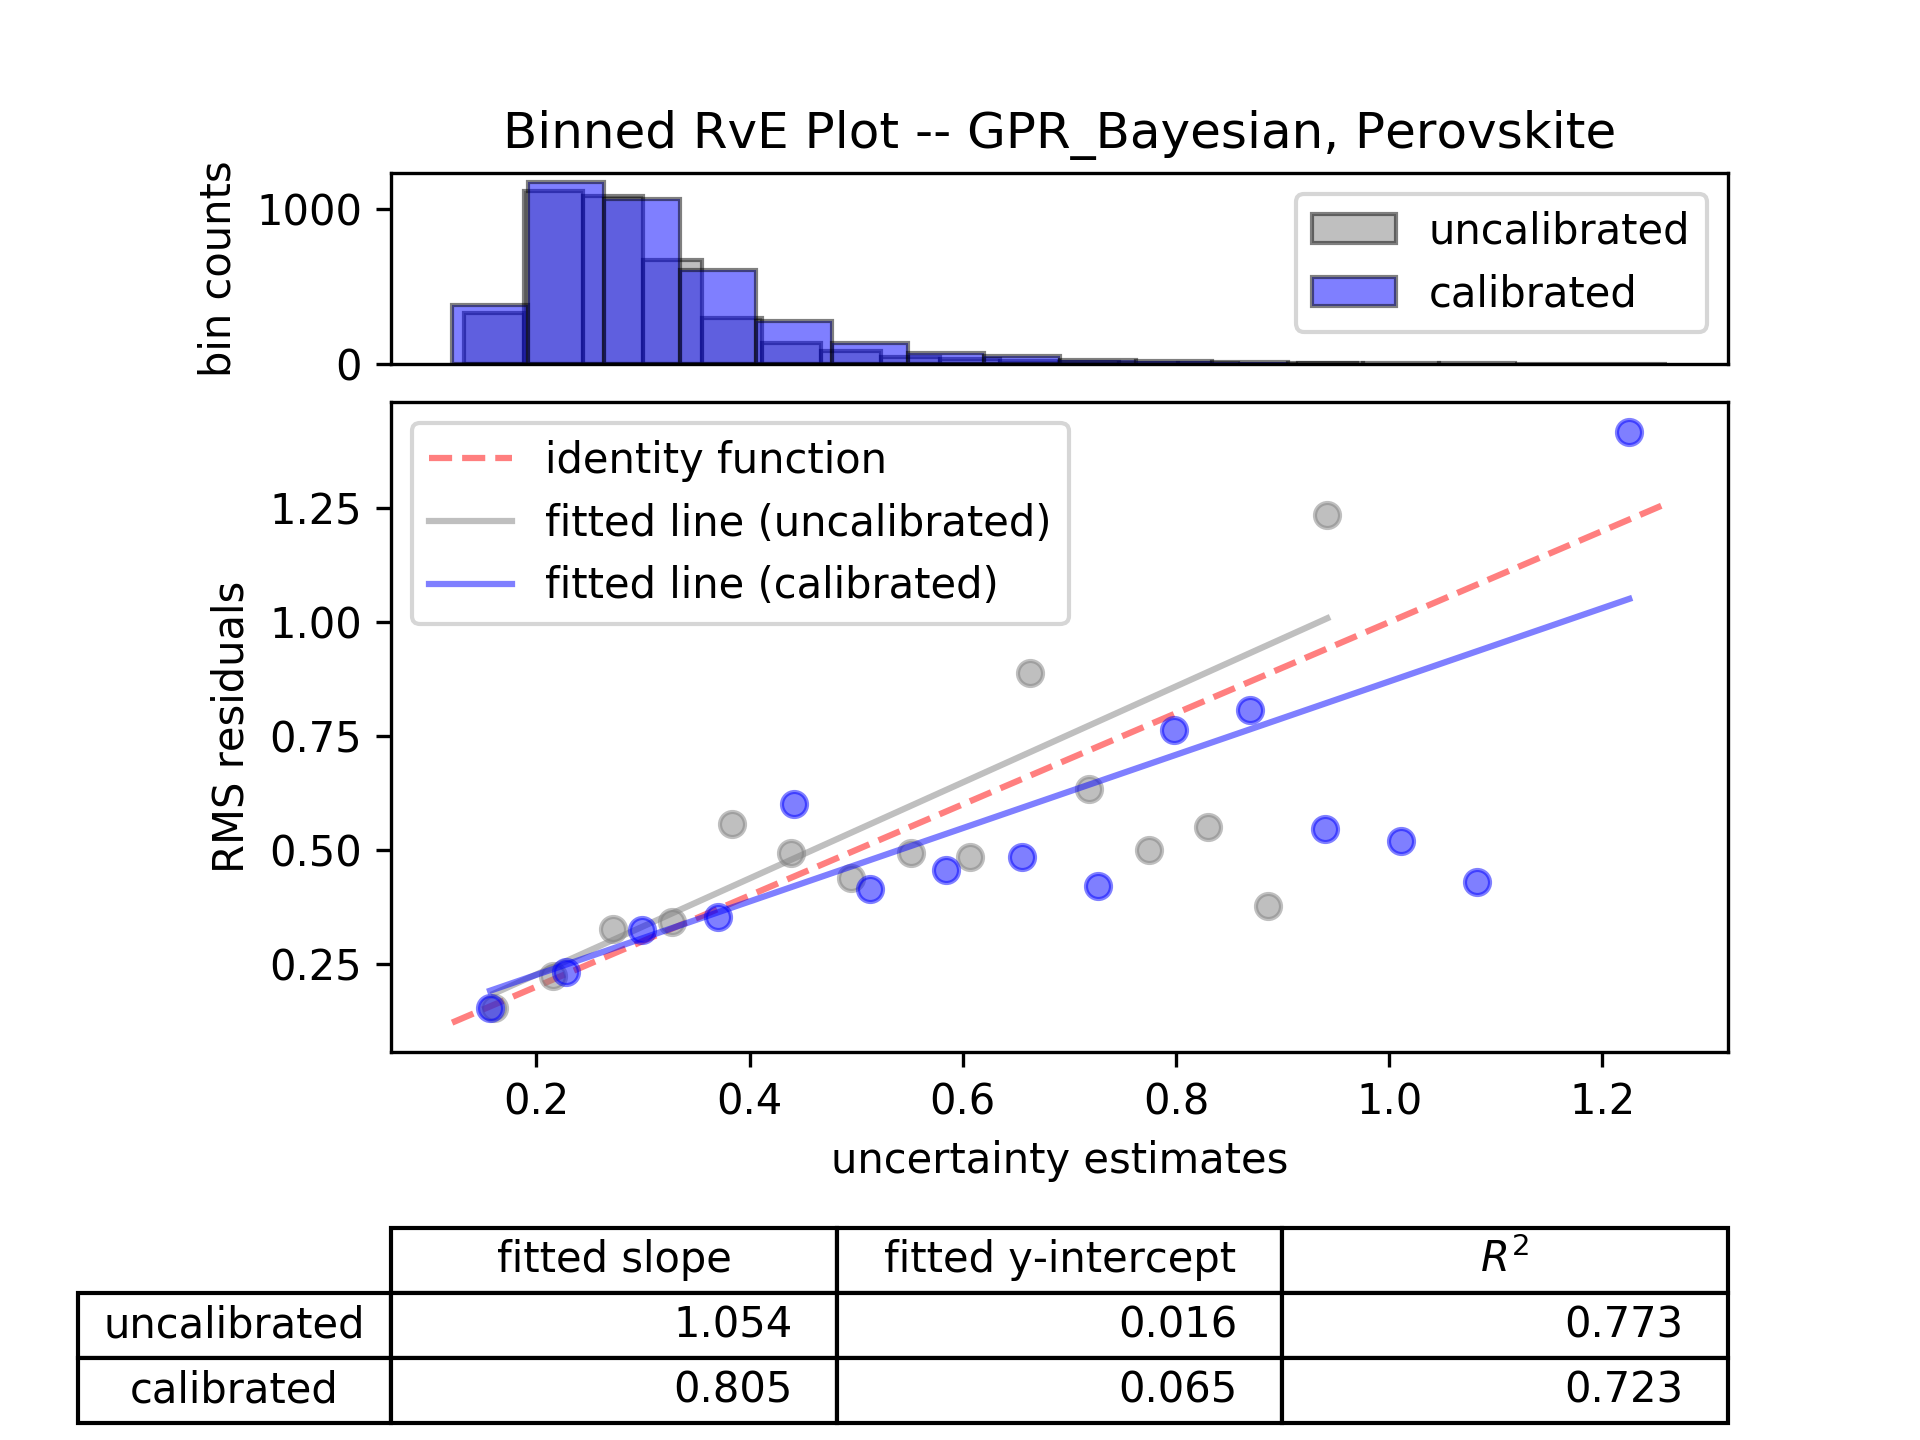 Binned RvE Plot -- GPR_Bayesian, Perovskite
bin counts
1000
0
uncalibrated
calibrated
RMS residuals
1.25
1.00
0.75
0.50
0.25
identity function
fitted line (uncalibrated)
fitted line (calibrated)
0.2 0.4 0.6 0.8 1.0 1.2
uncertainty estimates
fitted slope fitted y-intercept R²
uncalibrated 1.054 0.016 0.773
calibrated 0.805 0.065 0.723